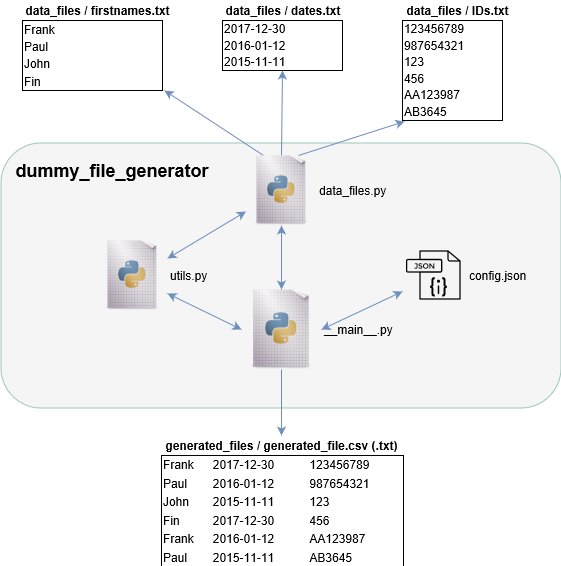 data_files / firstnames.txt
Frank
Paul
John
Fin
data_files / dates.txt
2017-12-30
2016-01-12
2015-11-11
data_files / IDs.txt
123456789
987654321
123
456
AA123987
AB3645
dummy_file_generator
data_files.py
utils.py
JSON
{i}
config.json
__main__.py
generated_files / generated_file.csv (.txt)
Frank 2017-12-30 123456789
Paul 2016-01-12 987654321
John 2015-11-11 123
Fin 2017-12-30 456
Frank 2016-01-12 AA123987
Paul 2015-11-11 AB3645